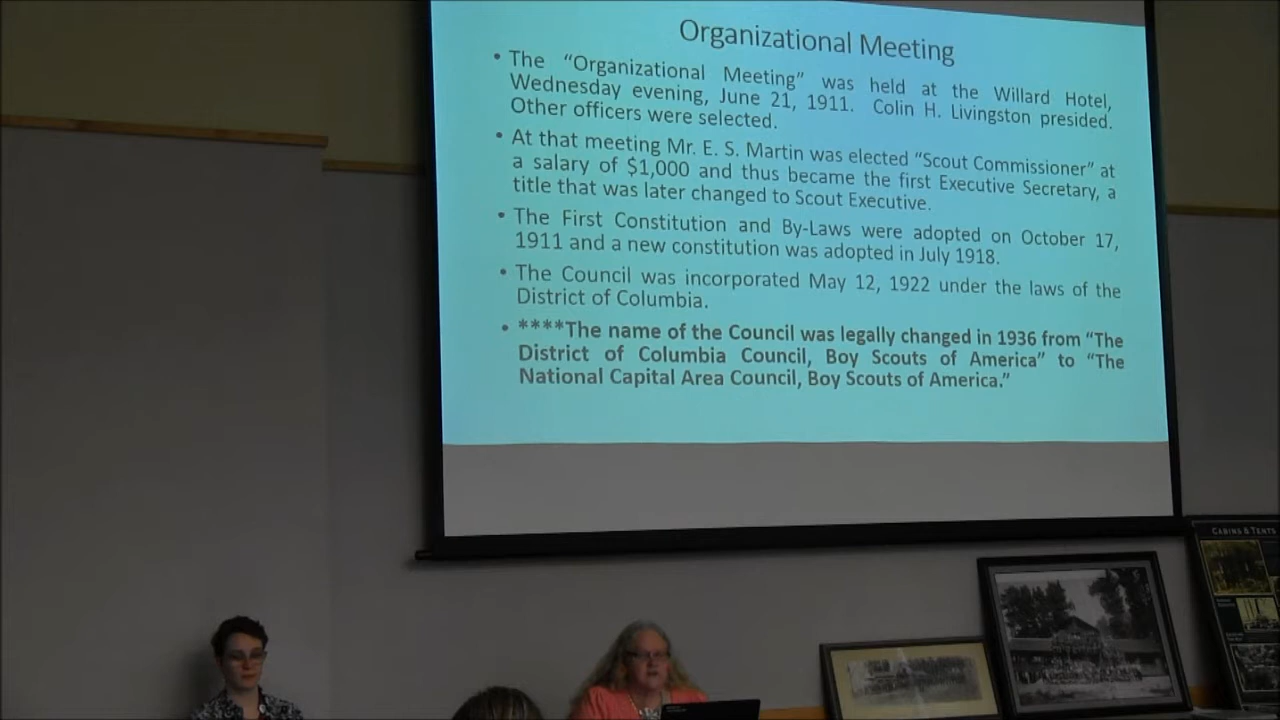 Organizational Meeting
• The “Organizational Meeting” was held at the Willard Hotel,
Wednesday evening, June 21, 1911. Colin H. Livingston presided.
Other officers were selected.
• At that meeting Mr. E. S. Martin was elected “Scout Commissioner” at
a salary of $1,000 and thus became the first Executive Secretary, a
title that was later changed to Scout Executive.
• The First Constitution and By-Laws were adopted on October 17,
1911 and a new constitution was adopted in July 1918.
• The Council was incorporated May 12, 1922 under the laws of the
District of Columbia.
• ****The name of the Council was legally changed in 1936 from “The
District of Columbia Council, Boy Scouts of America” to “The
National Capital Area Council, Boy Scouts of America.”
CABINS & TENTS